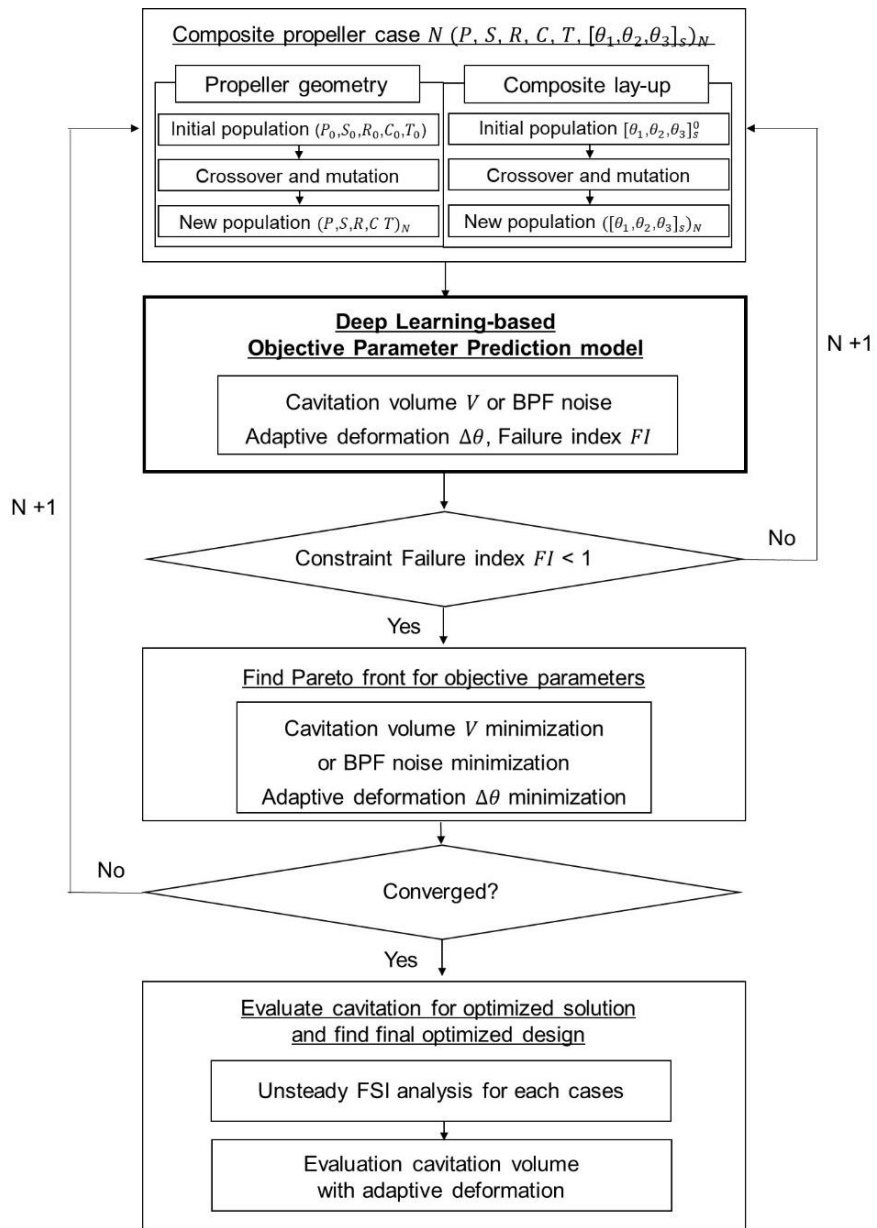 Composite propeller case N (P, S, R, C, T, [θ₁,θ₂,θ₃]ₛ)_N
Propeller geometry
Initial population (P₀,S₀,R₀,C₀,T₀)
Crossover and mutation
New population (P,S,R,C T)_N
Composite lay-up
Initial population [θ₁,θ₂,θ₃]ₛ⁰
Crossover and mutation
New population ([θ₁,θ₂,θ₃]ₛ)_N
Deep Learning-based
Objective Parameter Prediction model
Cavitation volume V or BPF noise
Adaptive deformation Δθ, Failure index FI
N +1
N +1
Constraint Failure index FI < 1
No
Yes
Find Pareto front for objective parameters
Cavitation volume V minimization
or BPF noise minimization
Adaptive deformation Δθ minimization
No
Converged?
Yes
Evaluate cavitation for optimized solution
and find final optimized design
Unsteady FSI analysis for each cases
Evaluation cavitation volume
with adaptive deformation